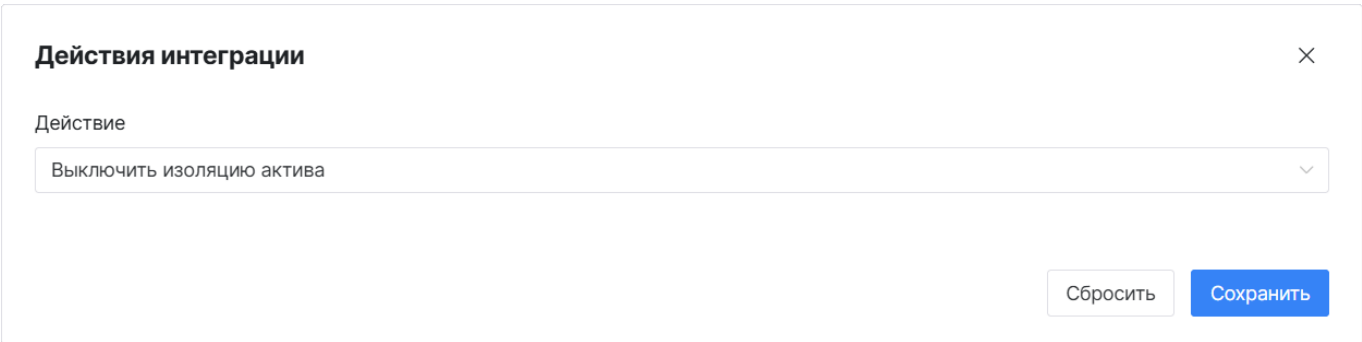 Действия интеграции
Действие
Выключить изоляцию актива
Сбросить Сохранить